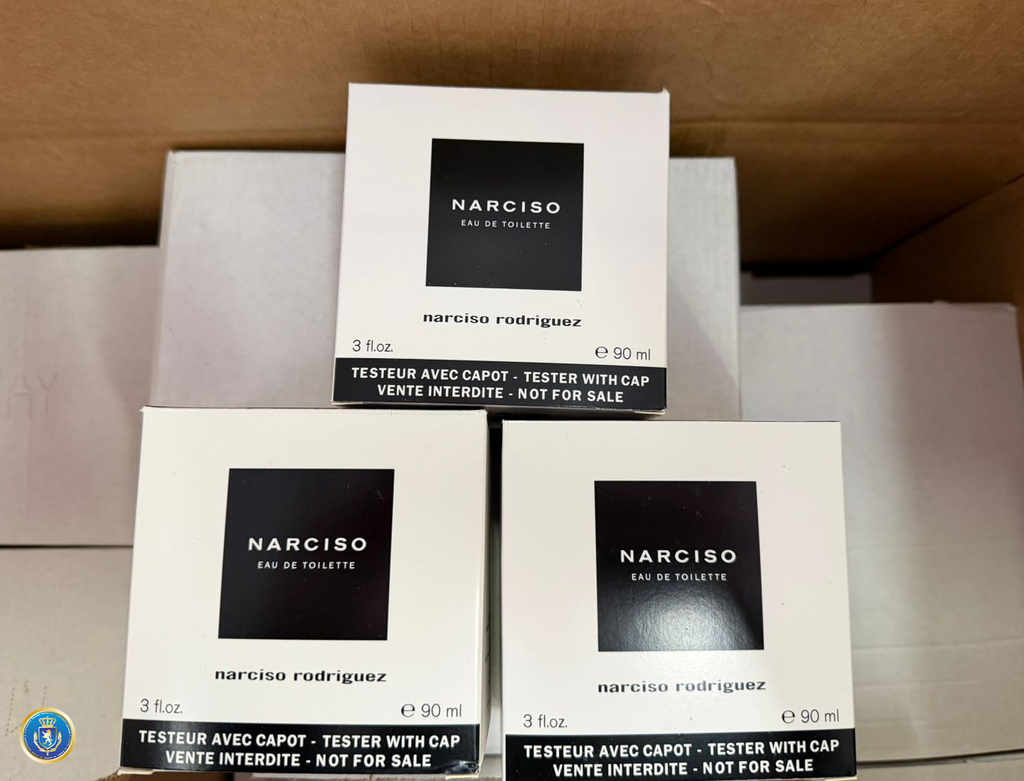 NARCISO
EAU DE TOILETTE
narciso rodriguez
3 fl.oz.
℮ 90 ml
TESTEUR AVEC CAPOT - TESTER WITH CAP
VENTE INTERDITE - NOT FOR SALE
NARCISO
EAU DE TOILETTE
narciso rodriguez
3 fl.oz.
℮ 90 ml
TESTEUR AVEC CAPOT - TESTER WITH CAP
VENTE INTERDITE - NOT FOR SALE
NARCISO
EAU DE TOILETTE
narciso rodriguez
3 fl.oz.
℮ 90 ml
TESTEUR AVEC CAPOT - TESTER WITH CAP
VENTE INTERDITE - NOT FOR SALE